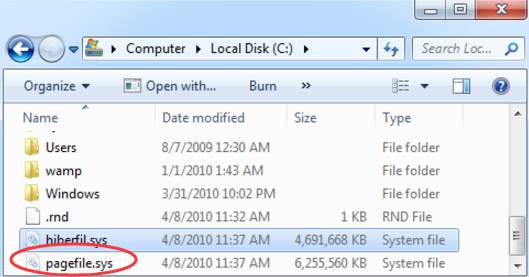 Computer Local Disk (C:) Search Loc...
Organize Open with... Burn »
Name Date modified Size Type
Users 8/7/2009 12:30 AM File folder
wamp 1/1/2010 1:43 AM File folder
Windows 3/31/2010 10:02 PM File folder
.rnd 4/8/2010 11:32 AM 1 KB RND File
hiberfil.sys 4/8/2010 11:37 AM 4,691,668 KB System file
pagefile.sys 4/8/2010 11:37 AM 6,255,560 KB System file